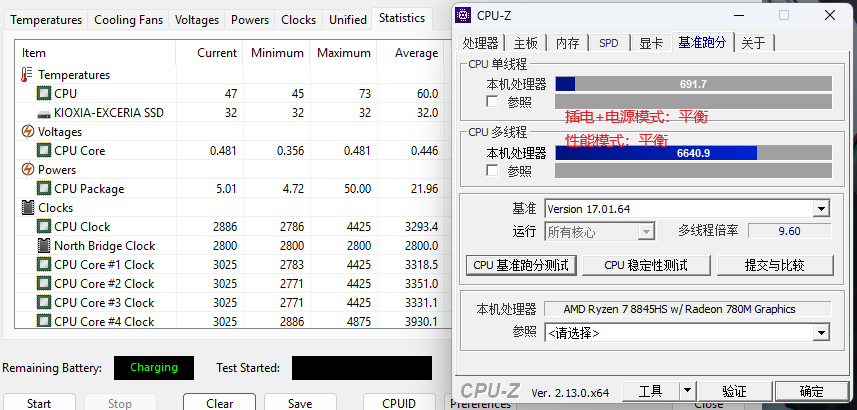 Temperatures Cooling Fans Voltages Powers Clocks Unified Statistics
Item Current Minimum Maximum Average
Temperatures
CPU 47 45 73 60.0
KIOXIA-EXCERIA SSD 32 32 32 32.0
Voltages
CPU Core 0.481 0.356 0.481 0.446
Powers
CPU Package 5.01 4.72 50.00 21.96
Clocks
CPU Clock 2886 2786 4425 3293.4
North Bridge Clock 2800 2800 2800 2800.0
CPU Core #1 Clock 3025 2783 4425 3318.5
CPU Core #2 Clock 3025 2771 4425 3351.0
CPU Core #3 Clock 3025 2771 4425 3331.1
CPU Core #4 Clock 3025 2886 4875 3930.1
Remaining Battery: Charging Test Started:
Start Stop Clear Save CPUID Preferences Close
CPU-Z
处理器 主板 内存 SPD 显卡 基准跑分 关于
CPU 单线程
本机处理器 691.7
参照
插电+电源模式：平衡
CPU 多线程
性能模式：平衡
本机处理器 6640.9
参照
基准 Version 17.01.64
运行 所有核心 多线程倍率 9.60
CPU 基准跑分测试 CPU 稳定性测试 提交与比较
本机处理器 AMD Ryzen 7 8845HS w/ Radeon 780M Graphics
参照 <请选择>
CPU-Z Ver. 2.13.0.x64 工具 验证 确定